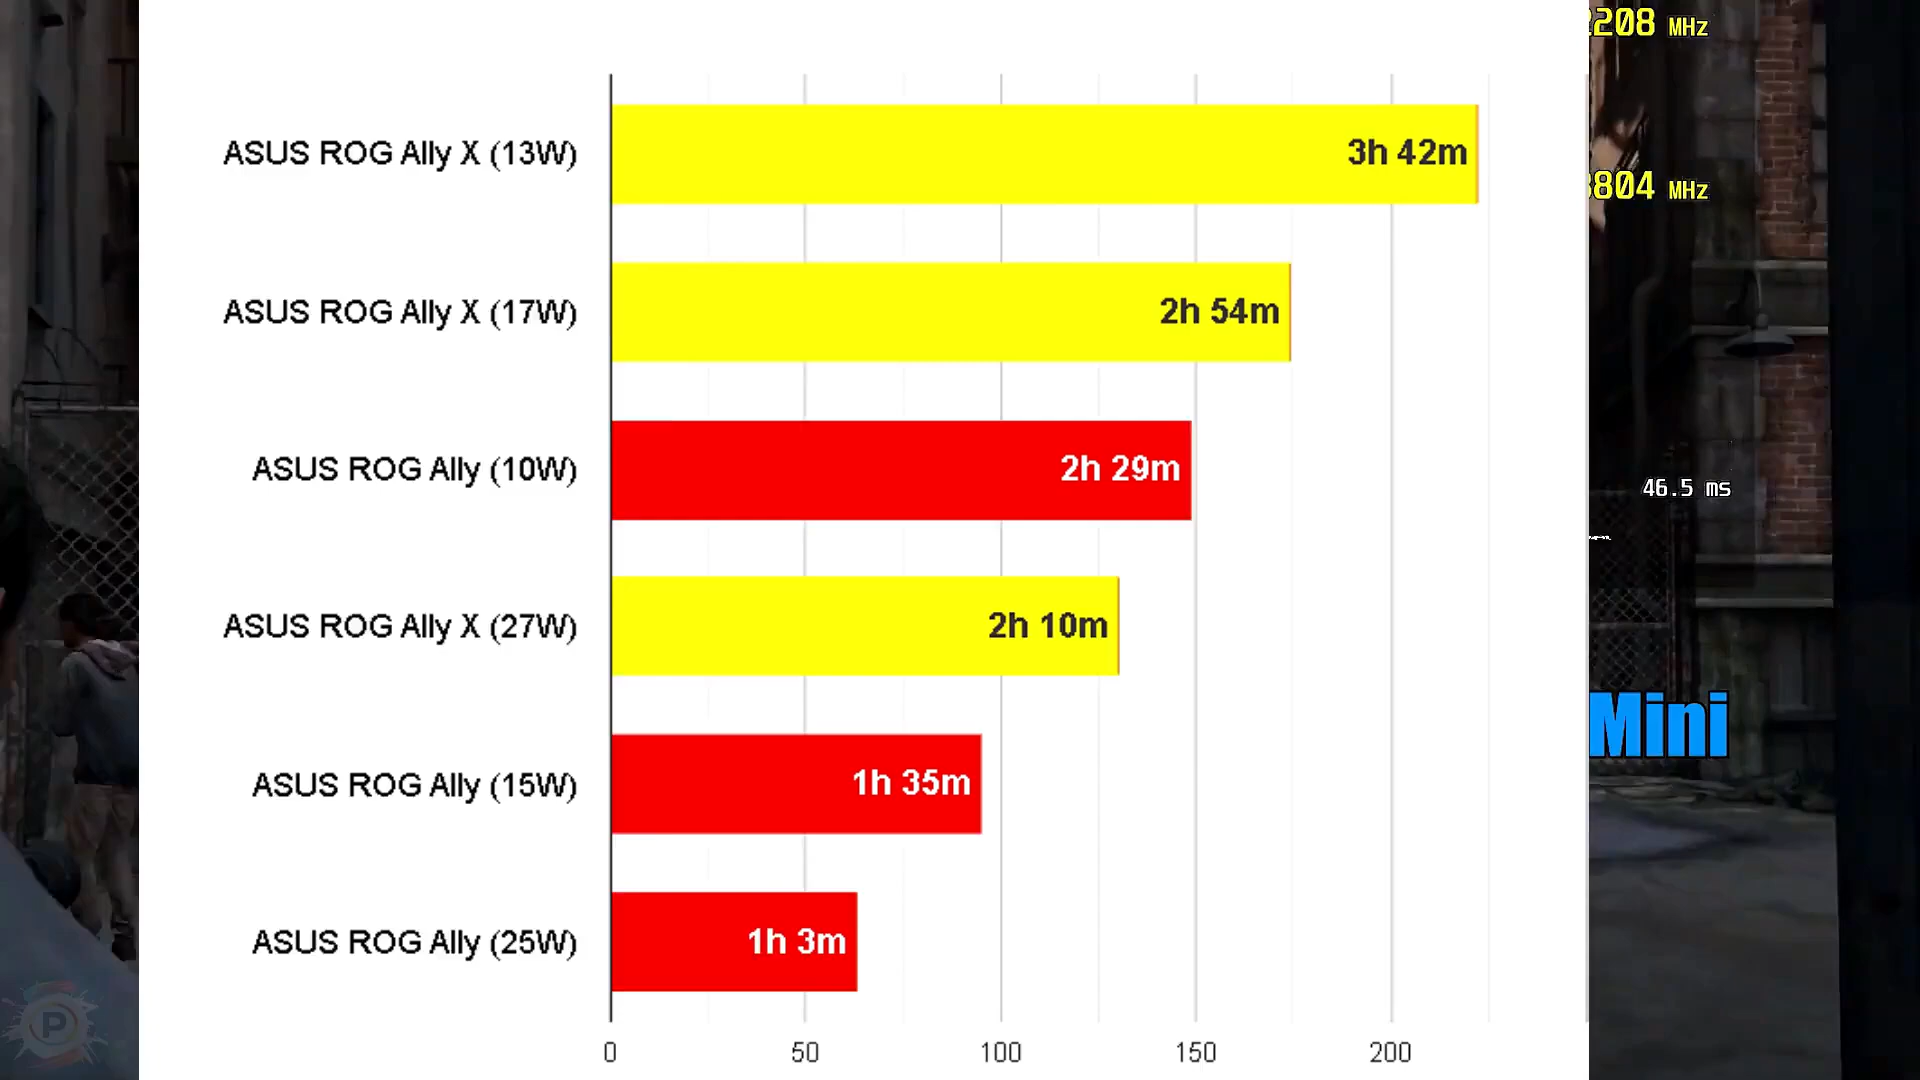 ASUS ROG Ally X (13W)
3h 42m
ASUS ROG Ally X (17W)
2h 54m
ASUS ROG Ally (10W)
2h 29m
ASUS ROG Ally X (27W)
2h 10m
ASUS ROG Ally (15W)
1h 35m
ASUS ROG Ally (25W)
1h 3m
0 50 100 150 200
2208 MHz
804 MHz
46.5 ms
Mini
P